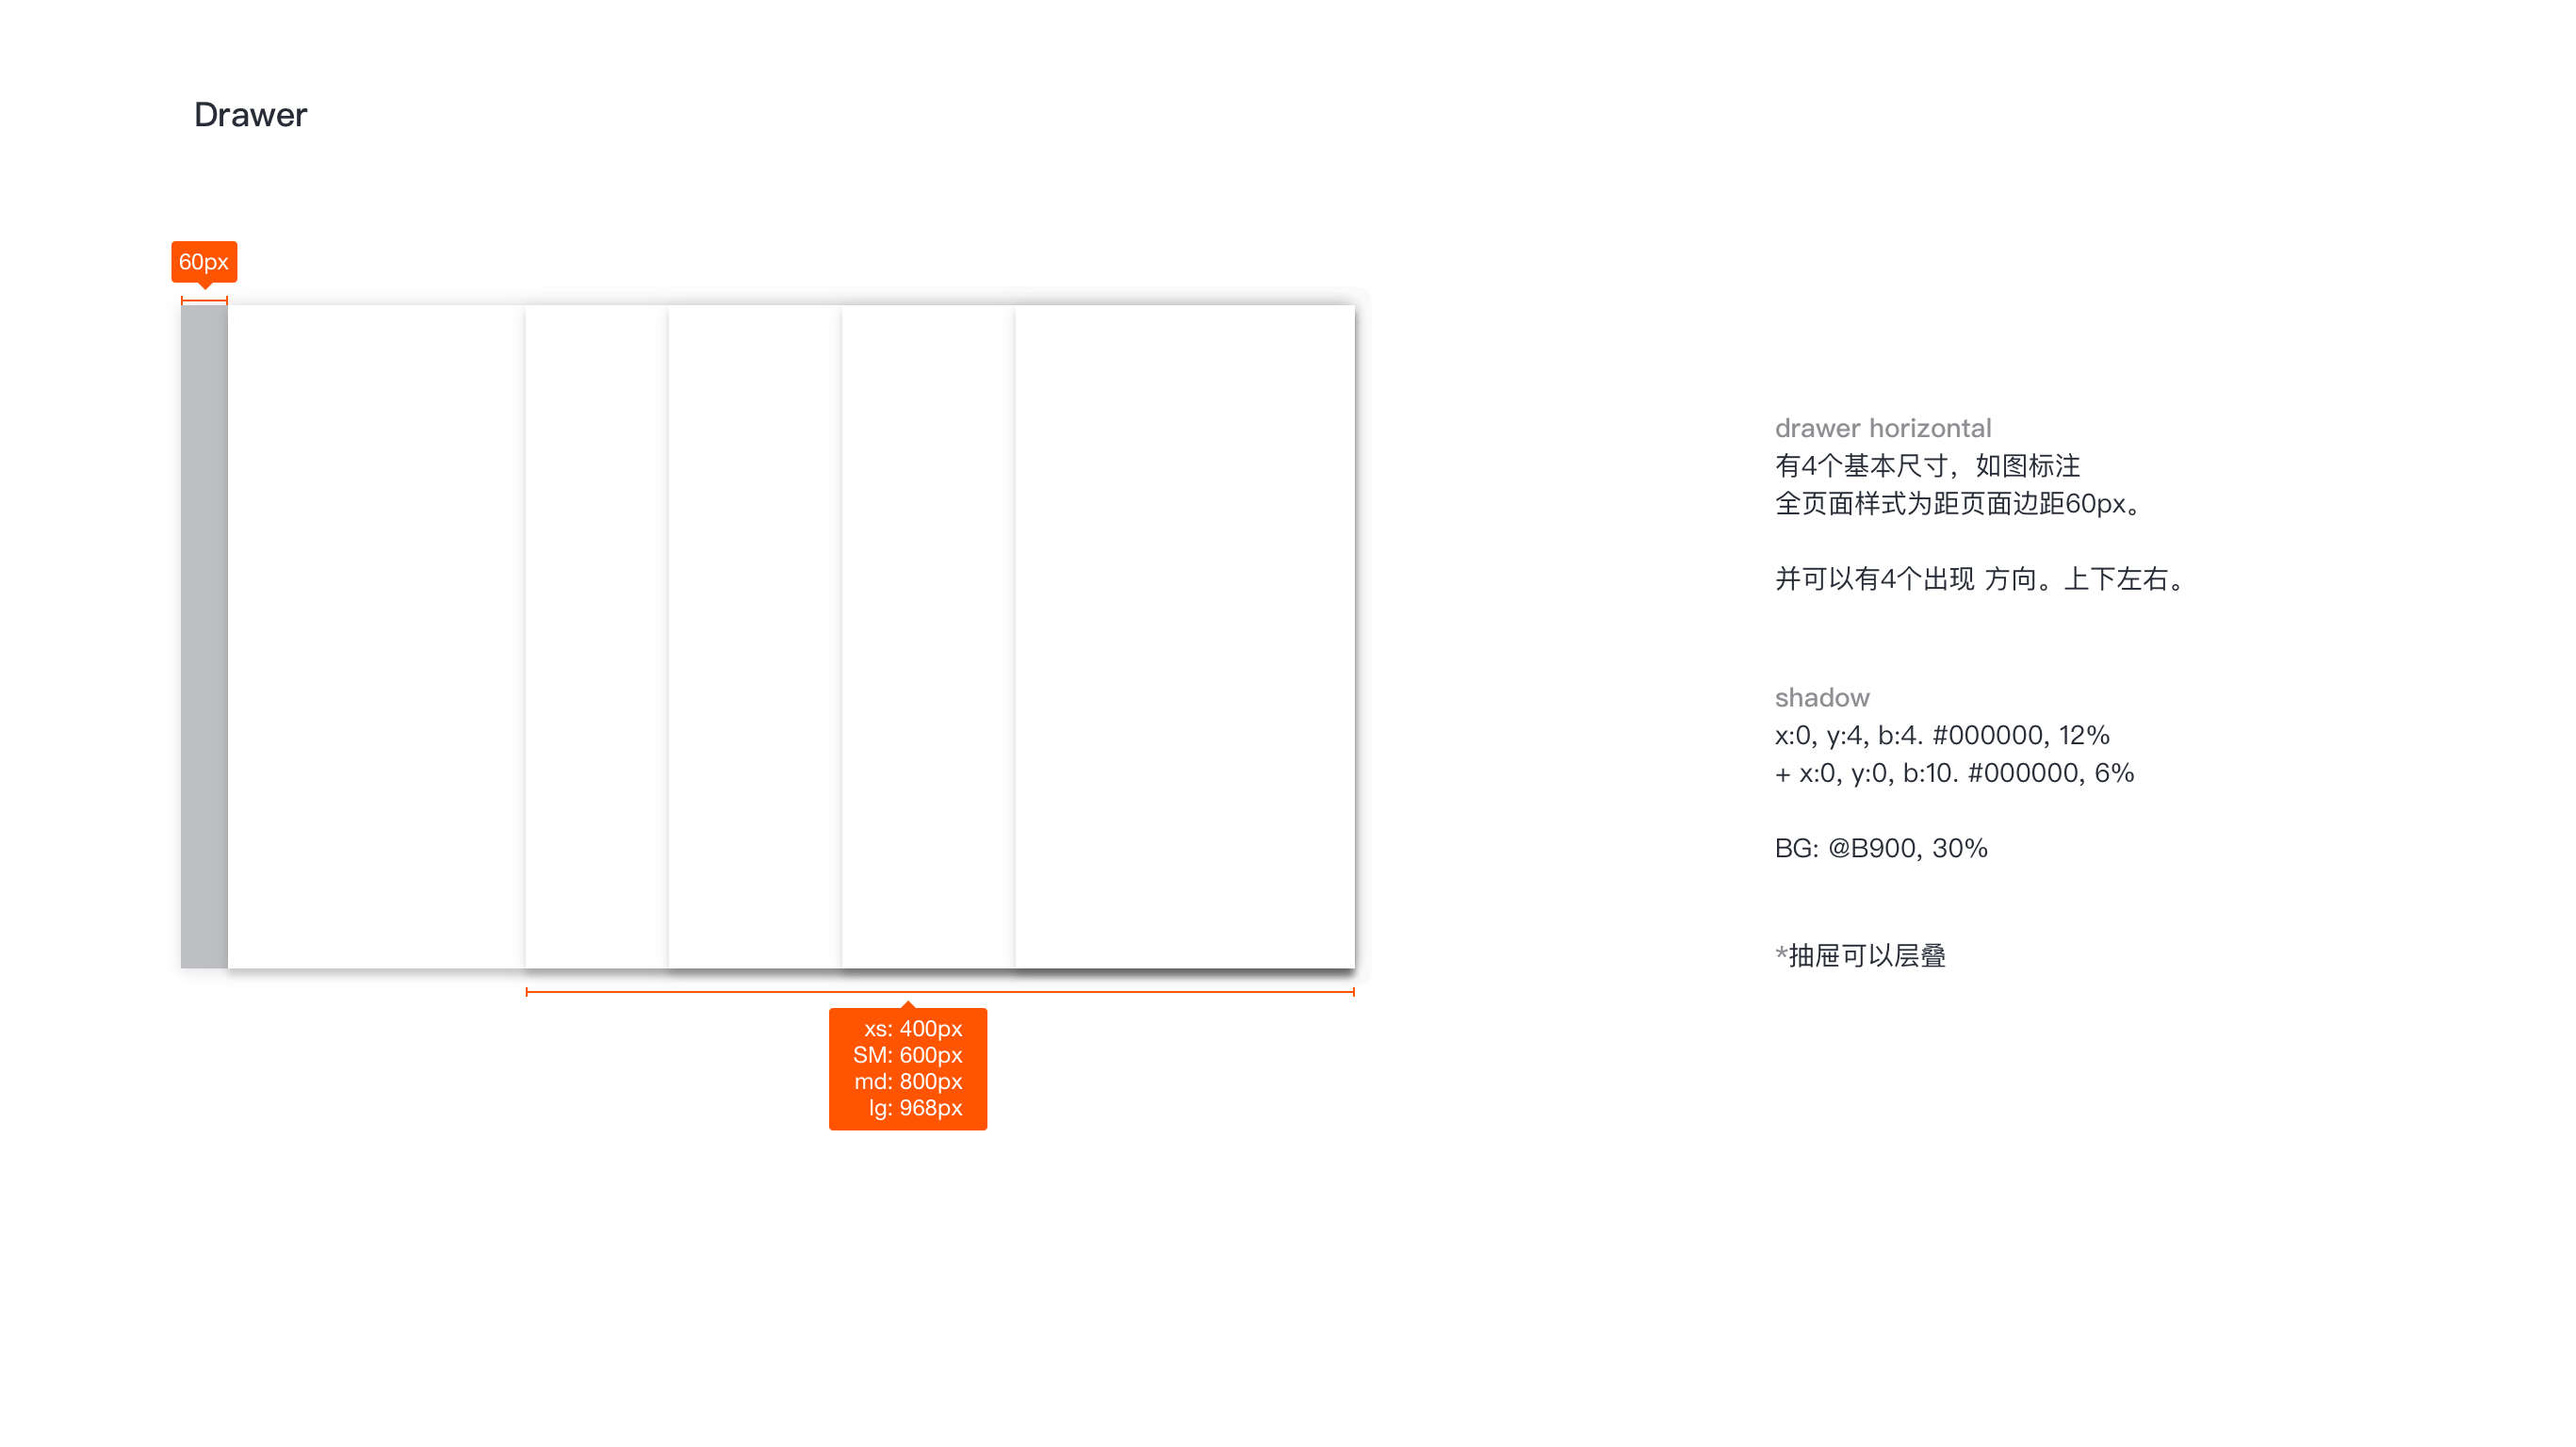 Drawer
60px
xs: 400px
SM: 600px
md: 800px
lg: 968px
drawer horizontal
有4个基本尺寸，如图标注
全页面样式为距页面边距60px。
并可以有4个出现 方向。上下左右。
shadow
x:0, y:4, b:4. #000000, 12%
+ x:0, y:0, b:10. #000000, 6%
BG: @B900, 30%
*抽屉可以层叠